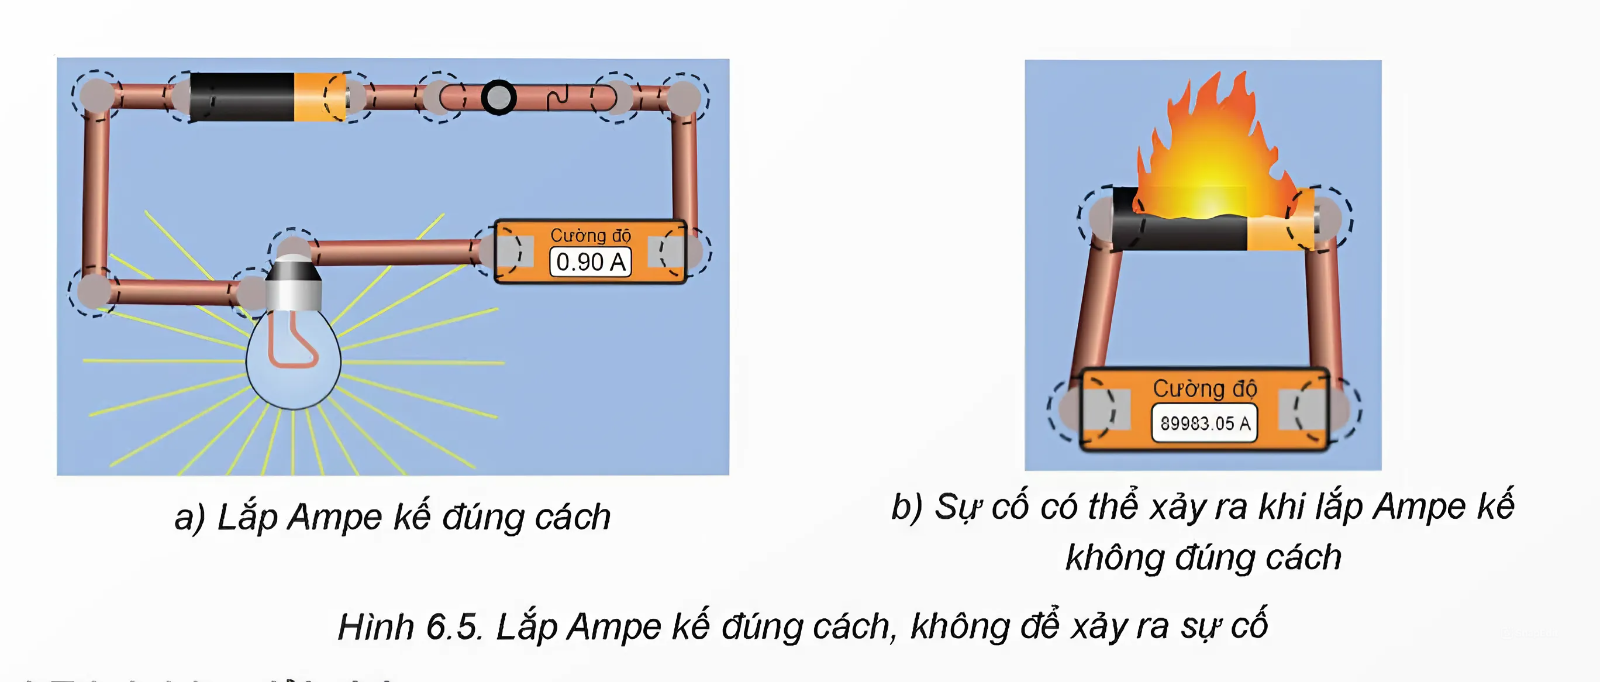 Cường độ
0.90 A
Cường độ
89983.05 A
a) Lắp Ampe kế đúng cách
b) Sự cố có thể xảy ra khi lắp Ampe kế
không đúng cách
Hình 6.5. Lắp Ampe kế đúng cách, không để xảy ra sự cố